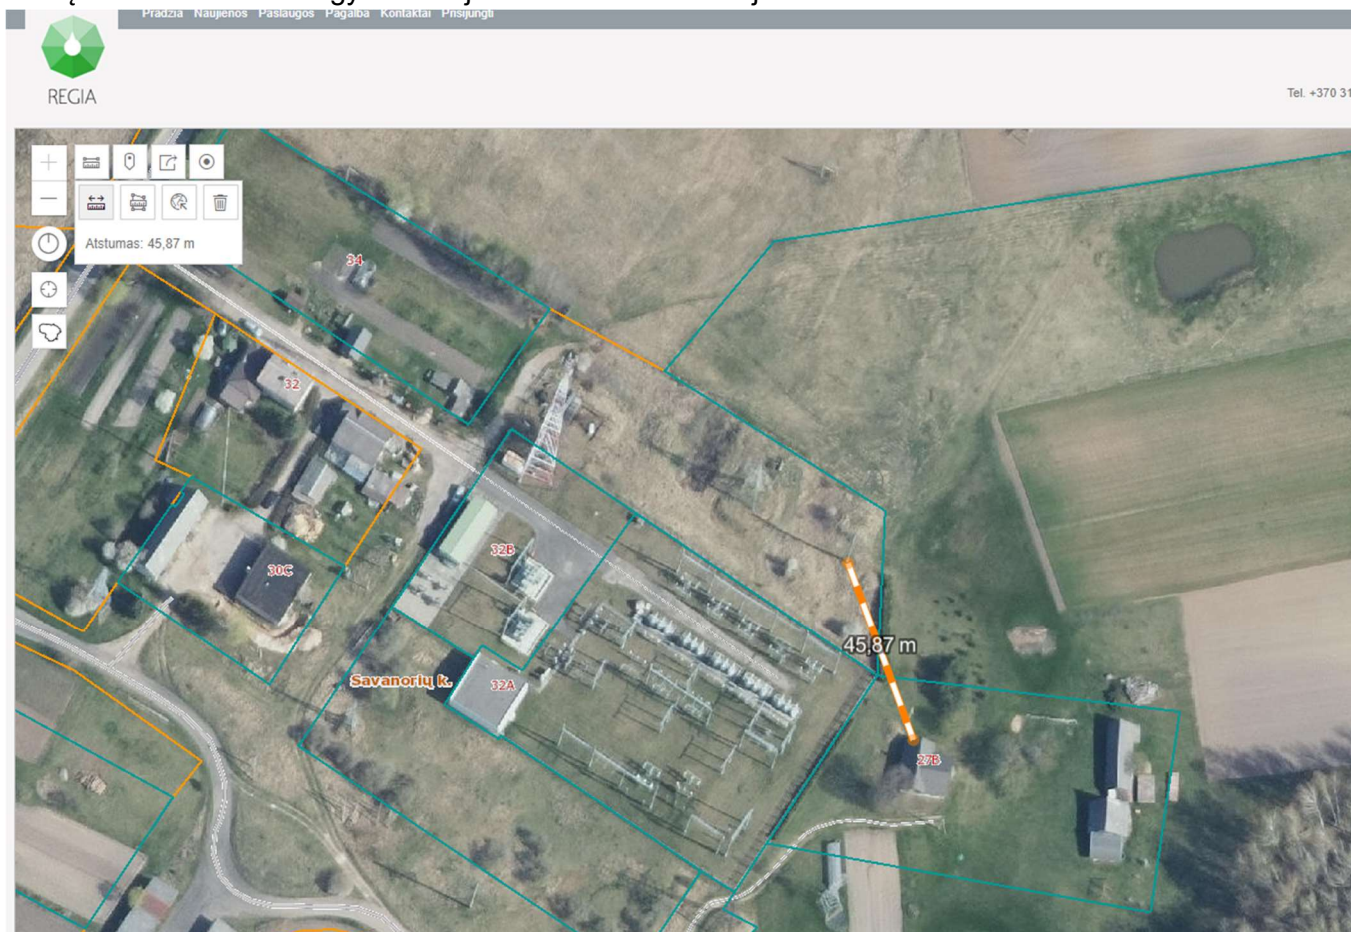 Pradžia Naujienos Paslaugos Pagalba Kontaktai Prisijungti
REGIA
Tel. +370 31
Atstumas: 45,87 m
34
32
32B
30C
45,87 m
Savanorių k.
32A
27B